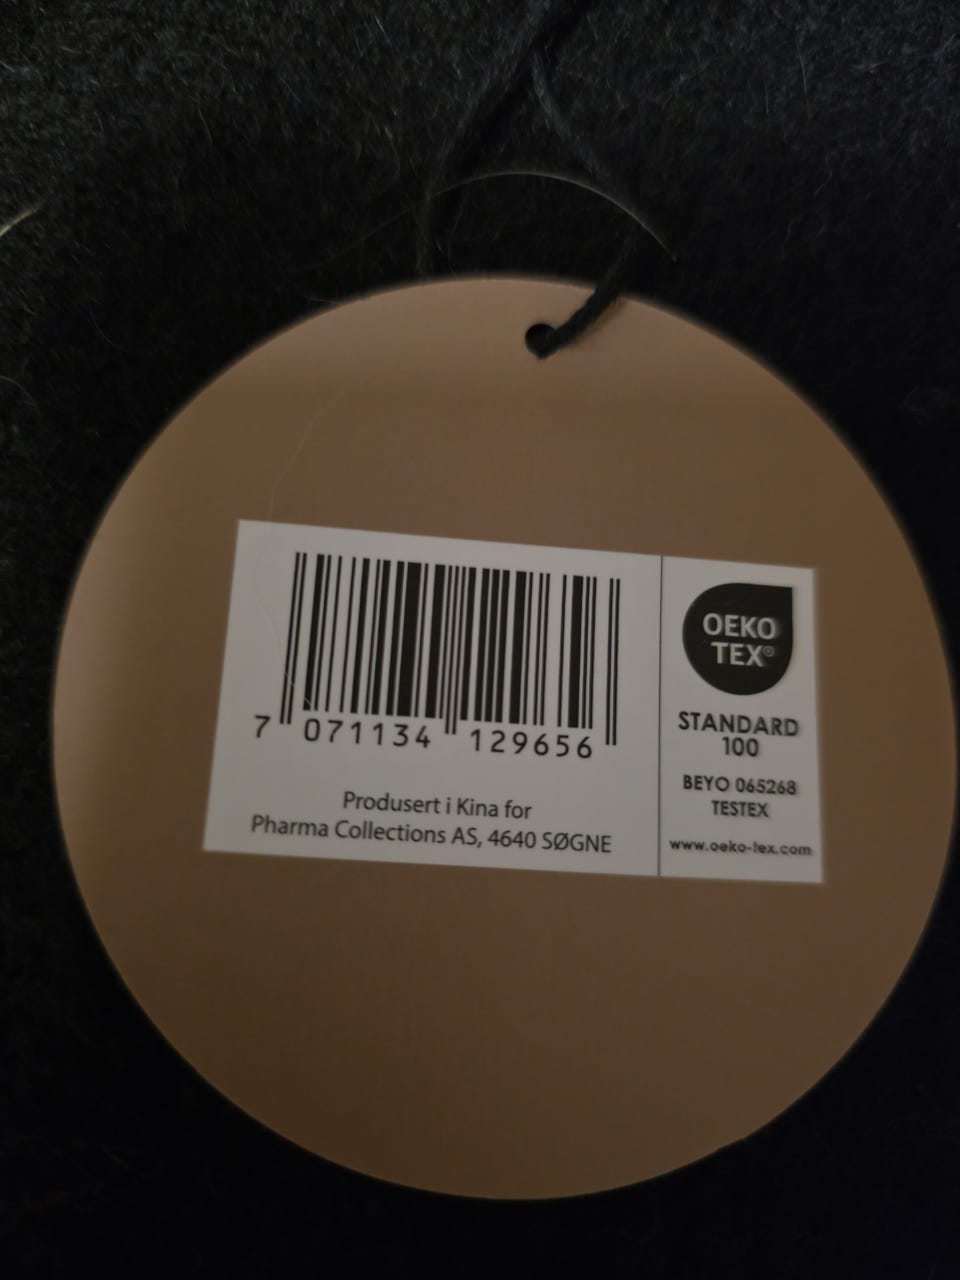 7 071134 129656
Produsert i Kina for
Pharma Collections AS, 4640 SØGNE
OEKO
TEX®
STANDARD
100
BEYO 065268
TESTEX
www.oeko-tex.com